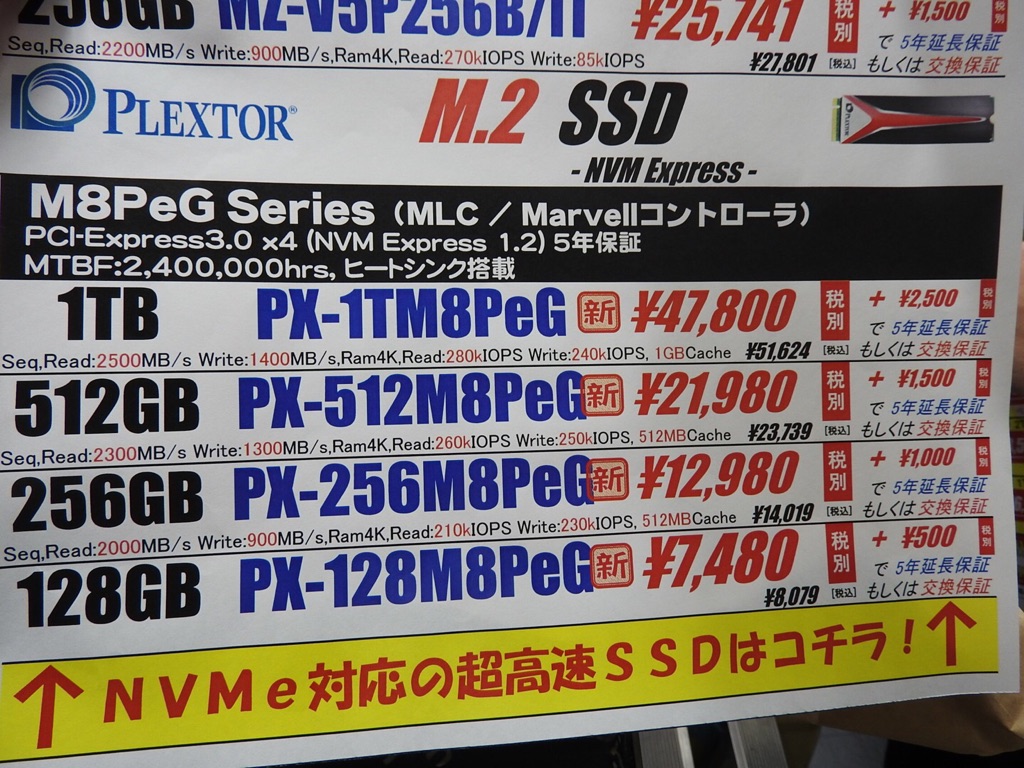 256GB MZ-V5P256B/IT ¥25,741 税別 + ¥1,500 税別
Seq,Read:2200MB/s Write:900MB/s,Ram4K,Read:270kIOPS Write:85kIOPS ¥27,801 [税込] で 5年延長保証
もしくは 交換保証
PLEXTOR® M.2 SSD
- NVM Express -
PLEXTOR
M8PeG Series (MLC / Marvellコントローラ)
PCI-Express3.0 x4 (NVM Express 1.2) 5年保証
MTBF:2,400,000hrs, ヒートシンク搭載
1TB PX-1TM8PeG 新 ¥47,800 税別 + ¥2,500 税別
で 5年延長保証
Seq,Read:2500MB/s Write:1400MB/s,Ram4K,Read:280kIOPS Write:240kIOPS, 1GBCache ¥51,624 [税込] もしくは 交換保証
512GB PX-512M8PeG 新 ¥21,980 税別 + ¥1,500 税別
で 5年延長保証
Seq,Read:2300MB/s Write:1300MB/s,Ram4K,Read:260kIOPS Write:250kIOPS, 512MBCache ¥23,739 [税込] もしくは 交換保証
256GB PX-256M8PeG 新 ¥12,980 税別 + ¥1,000 税別
で 5年延長保証
Seq,Read:2000MB/s Write:900MB/s,Ram4K,Read:210kIOPS Write:230kIOPS, 512MBCache ¥14,019 [税込] もしくは 交換保証
128GB PX-128M8PeG 新 ¥7,480 税別 + ¥500 税別
で 5年延長保証
¥8,079 [税込] もしくは 交換保証
↑ NVMe対応の超高速SSDはコチラ! ↑